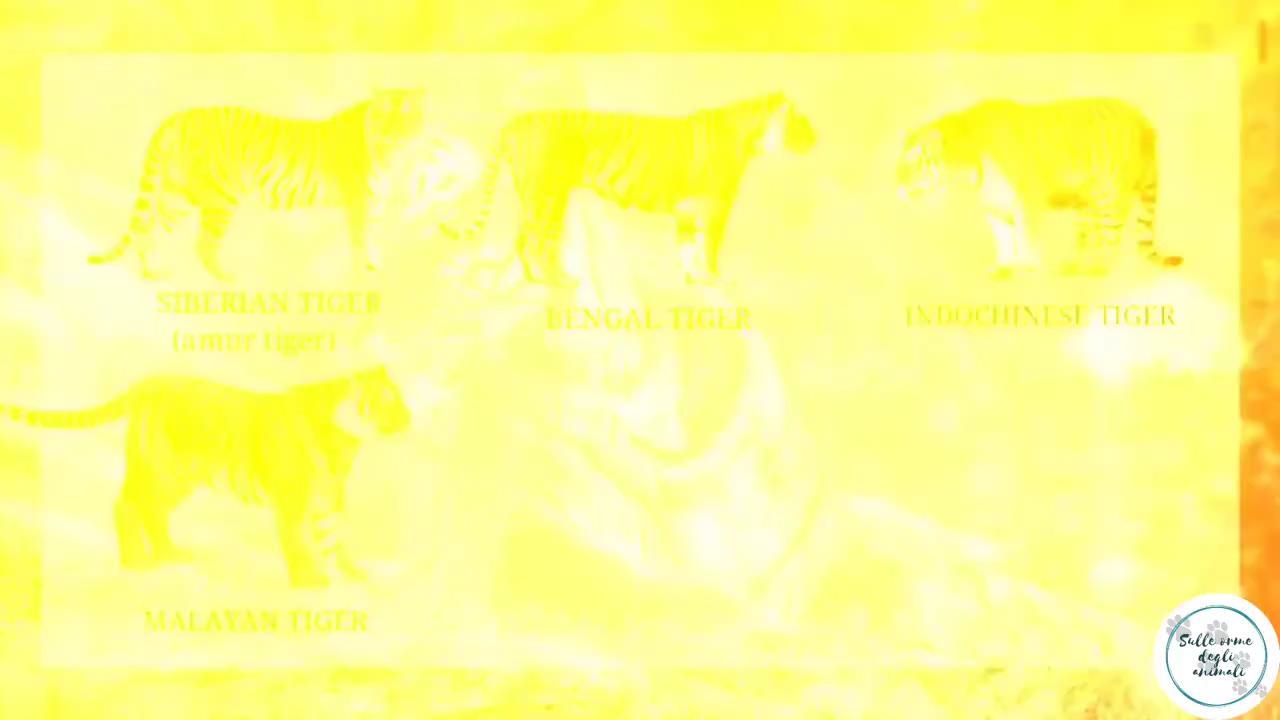 SIBERIAN TIGER
(amur tiger)
BENGAL TIGER
INDOCHINESE TIGER
MALAYAN TIGER
Sulle orme
degli
animali